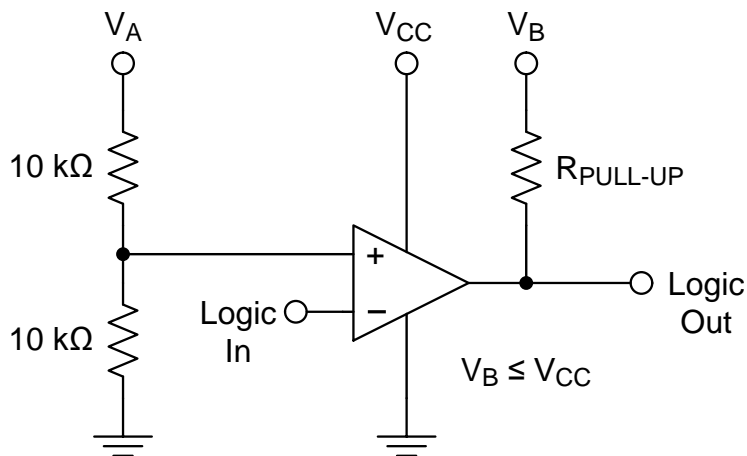 V_A
V_CC
V_B
10 kΩ
R_PULL-UP
+
Logic
In
−
Logic
Out
10 kΩ
V_B ≤ V_CC